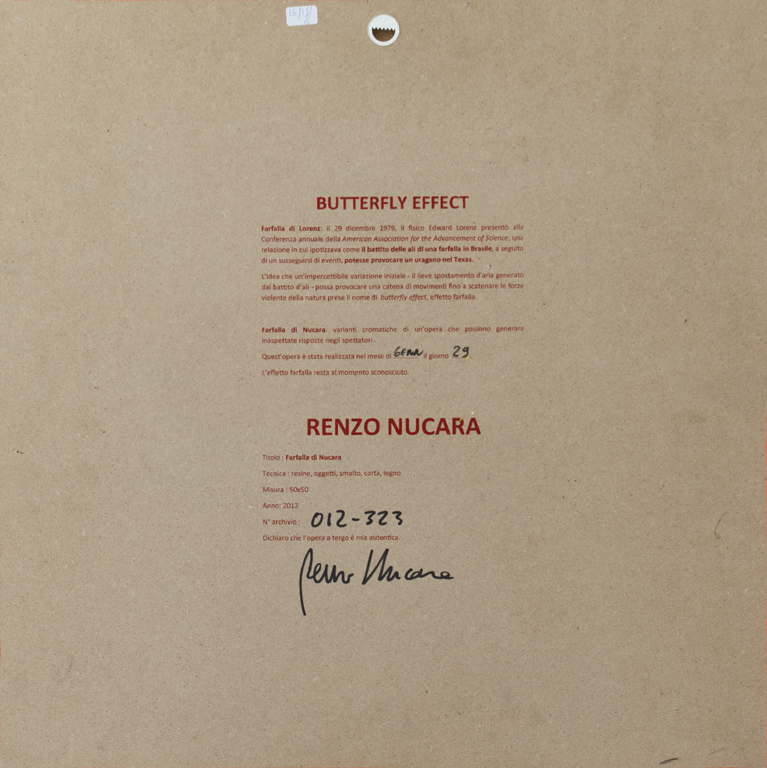 BUTTERFLY EFFECT
Farfalla di Lorenz: il 29 dicembre 1979, il fisico Edward Lorenz presentò alla
Conferenza annuale della American Association for the Advancement of Science, una
relazione in cui ipotizzava come il battito delle ali di una farfalla in Brasile, a seguito
di un susseguirsi di eventi, potesse provocare un uragano nel Texas.
L'idea che un'impercettibile variazione iniziale - il lieve spostamento d'aria generato
dal battito d'ali - possa provocare una catena di movimenti fino a scatenare le forze
violente della natura prese il nome di butterfly effect, effetto farfalla.
Farfalla di Nucara: varianti cromatiche di un'opera che possono generare
inaspettate risposte negli spettatori.
Quest'opera è stata realizzata nel mese di GENN il giorno 29
L'effetto farfalla resta al momento sconosciuto.
RENZO NUCARA
Titolo : Farfalla di Nucara
Tecnica : resine, oggetti, smalto, carta, legno
Misura : 50x50
Anno: 2012
N° archivio : 012-323
Dichiaro che l'opera a tergo è mia autentica.
Renzo Nucara